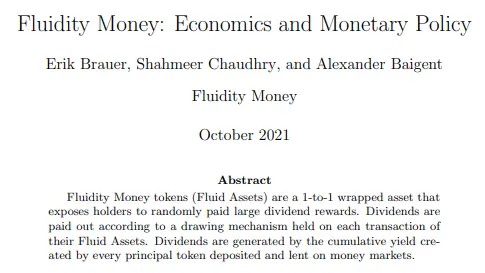 Fluidity Money: Economics and Monetary Policy
Erik Brauer, Shahmeer Chaudhry, and Alexander Baigent
Fluidity Money
October 2021
Abstract
Fluidity Money tokens (Fluid Assets) are a 1-to-1 wrapped asset that
exposes holders to randomly paid large dividend rewards. Dividends are
paid out according to a drawing mechanism held on each transaction of
their Fluid Assets. Dividends are generated by the cumulative yield cre-
ated by every principal token deposited and lent on money markets.